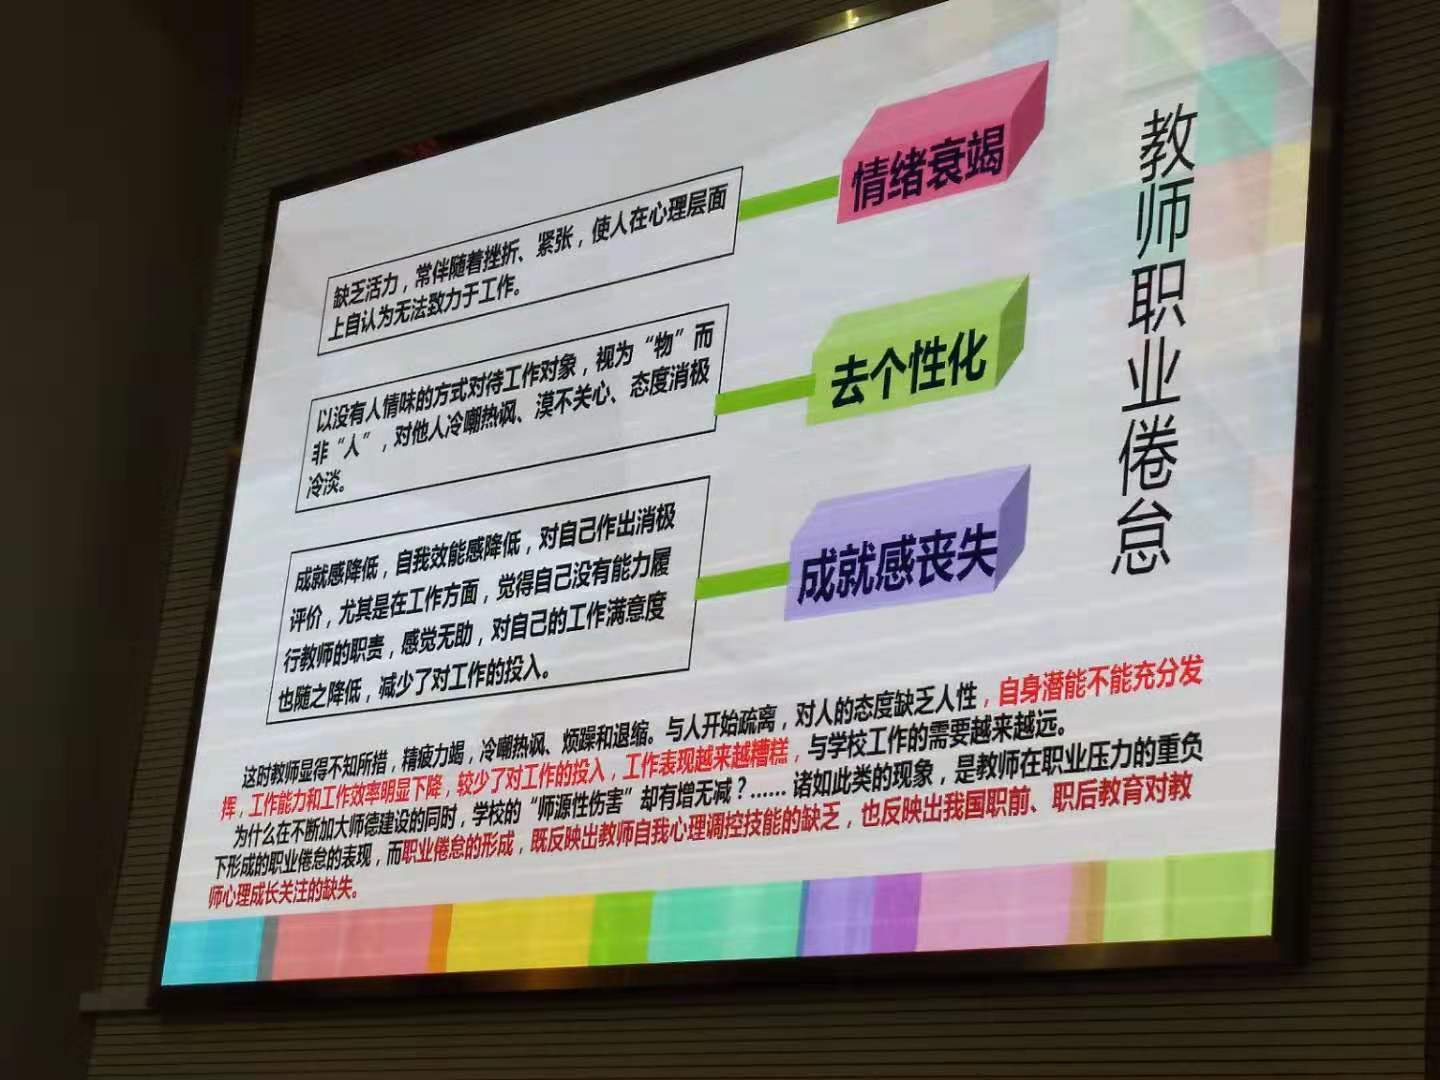 教师职业倦怠
情绪衰竭
缺乏活力，常伴随着挫折、紧张，使人在心理层面
上自认为无法致力于工作。
去个性化
以没有人情味的方式对待工作对象，视为“物”而
非“人”，对他人冷嘲热讽、漠不关心、态度消极
冷淡。
成就感丧失
成就感降低，自我效能感降低，对自己作出消极
评价，尤其是在工作方面，觉得自己没有能力履
行教师的职责，感觉无助，对自己的工作满意度
也随之降低，减少了对工作的投入。
这时教师显得不知所措，精疲力竭，冷嘲热讽、烦躁和退缩。与人开始疏离，对人的态度缺乏人性，自身潜能不能充分发
挥，工作能力和工作效率明显下降，较少了对工作的投入，工作表现越来越糟糕，与学校工作的需要越来越远。
为什么在不断加大师德建设的同时，学校的“师源性伤害”却有增无减？……诸如此类的现象，是教师在职业压力的重负
下形成的职业倦怠的表现，而职业倦怠的形成，既反映出教师自我心理调控技能的缺乏，也反映出我国职前、职后教育对教
师心理成长关注的缺失。